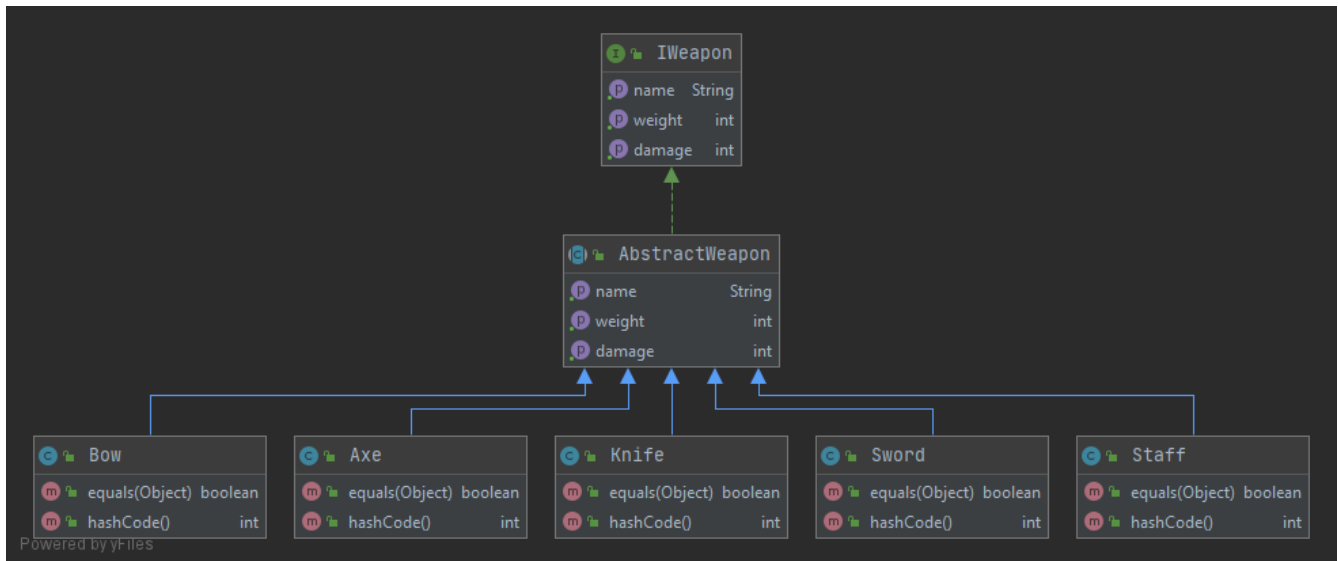 IWeapon
name String
weight int
damage int
AbstractWeapon
name String
weight int
damage int
Bow
equals(Object) boolean
hashCode() int
Axe
equals(Object) boolean
hashCode() int
Knife
equals(Object) boolean
hashCode() int
Sword
equals(Object) boolean
hashCode() int
Staff
equals(Object) boolean
hashCode() int
Powered by yFiles